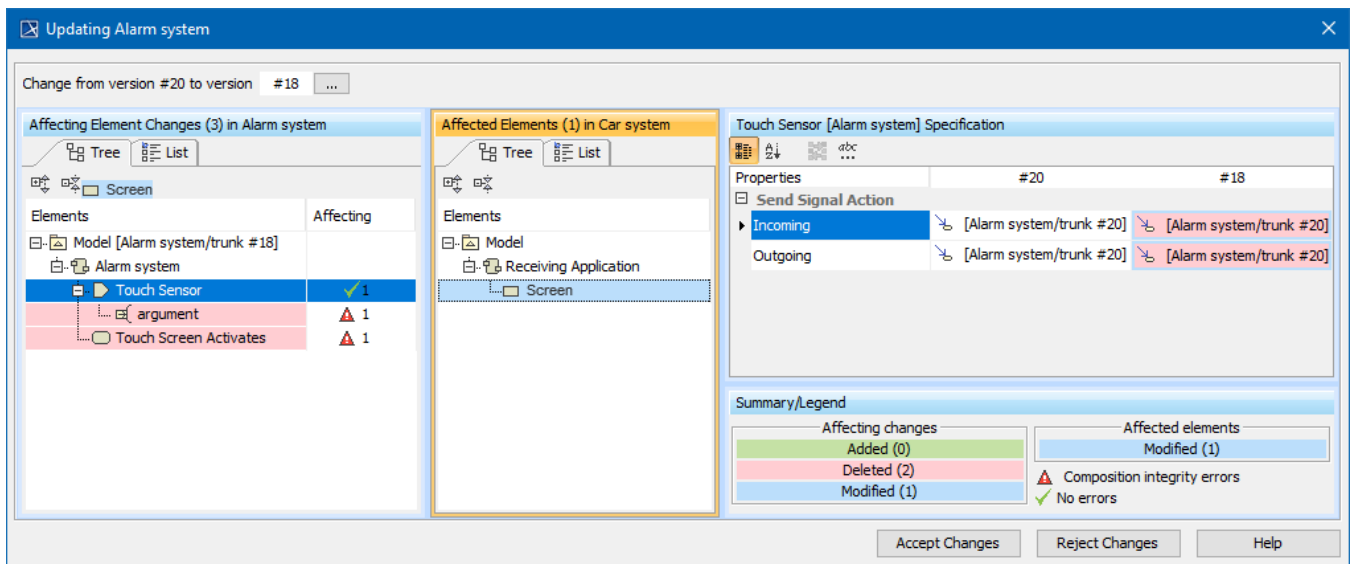 Updating Alarm system
Change from version #20 to version #18 ...
Affecting Element Changes (3) in Alarm system
Tree List
Screen
Elements Affecting
Model [Alarm system/trunk #18]
Alarm system
Touch Sensor 1
argument 1
Touch Screen Activates 1
Affected Elements (1) in Car system
Tree List
Elements
Model
Receiving Application
Screen
Touch Sensor [Alarm system] Specification
Properties #20 #18
Send Signal Action
Incoming [Alarm system/trunk #20] [Alarm system/trunk #20]
Outgoing [Alarm system/trunk #20] [Alarm system/trunk #20]
Summary/Legend
Affecting changes
Added (0)
Deleted (2)
Modified (1)
Affected elements
Modified (1)
Composition integrity errors
No errors
Accept Changes Reject Changes Help